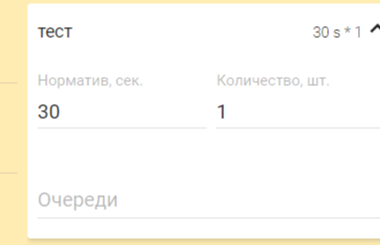 тест 30 s * 1
Норматив, сек. Количество, шт.
30 1
Очереди